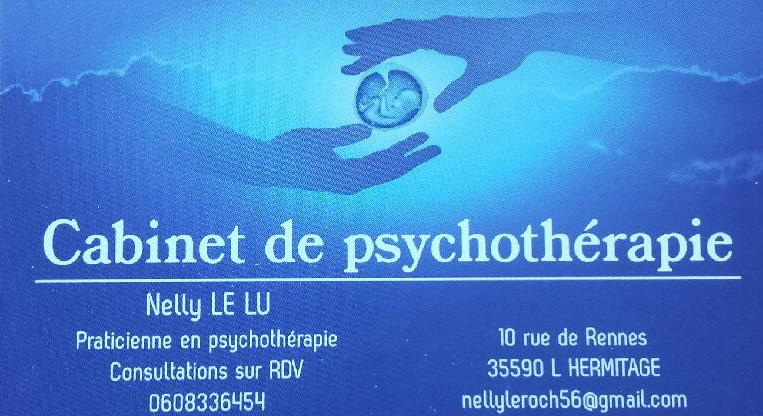 Cabinet de psychothérapie
Nelly LE LU
Praticienne en psychothérapie
Consultations sur RDV
0608336454
10 rue de Rennes
35590 L HERMITAGE
nellyleroch56@gmail.com